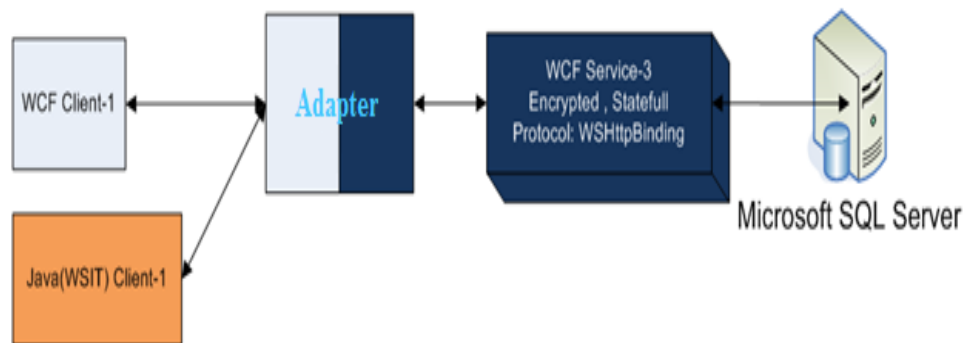 WCF Client-1
Adapter
WCF Service-3
Encrypted , Statefull
Protocol: WSHttpBinding
Microsoft SQL Server
Java(WSIT) Client-1